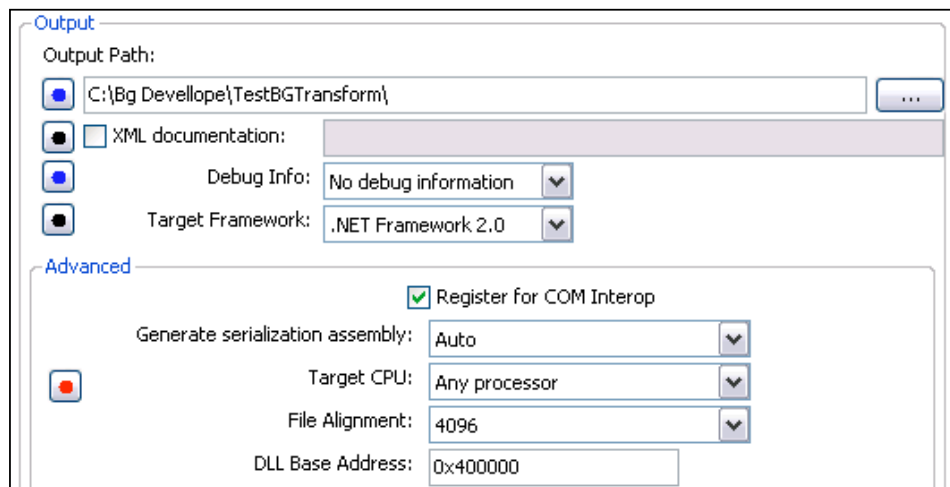 Output
Output Path:
C:\Bg Devellope\TestBGTransform\
...
XML documentation:
Debug Info: No debug information
Target Framework: .NET Framework 2.0
Advanced
Register for COM Interop
Generate serialization assembly: Auto
Target CPU: Any processor
File Alignment: 4096
DLL Base Address: 0x400000